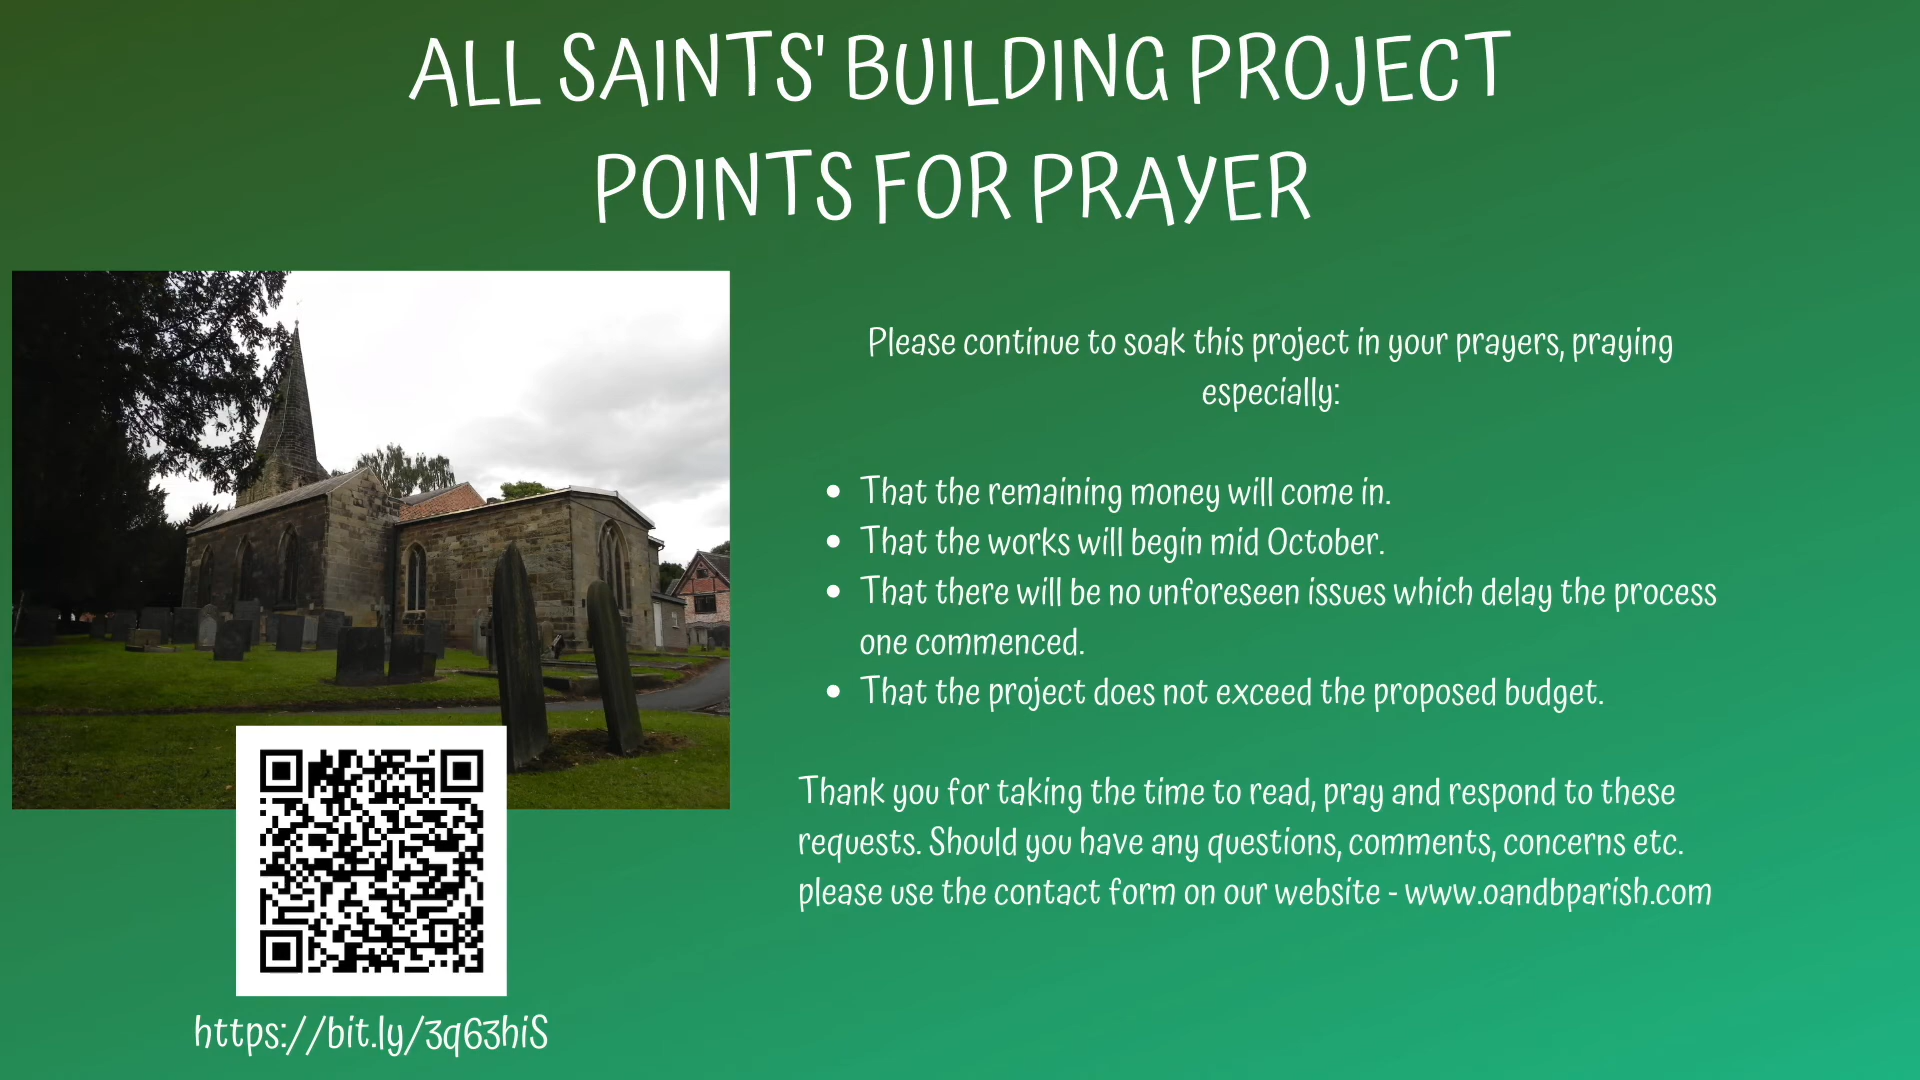 ALL SAINTS' BUILDING PROJECT
POINTS FOR PRAYER
Please continue to soak this project in your prayers, praying
especially:
• That the remaining money will come in.
• That the works will begin mid October.
• That there will be no unforeseen issues which delay the process
one commenced.
• That the project does not exceed the proposed budget.
Thank you for taking the time to read, pray and respond to these
requests. Should you have any questions, comments, concerns etc.
please use the contact form on our website - www.oandbparish.com
https://bit.ly/3q63hiS